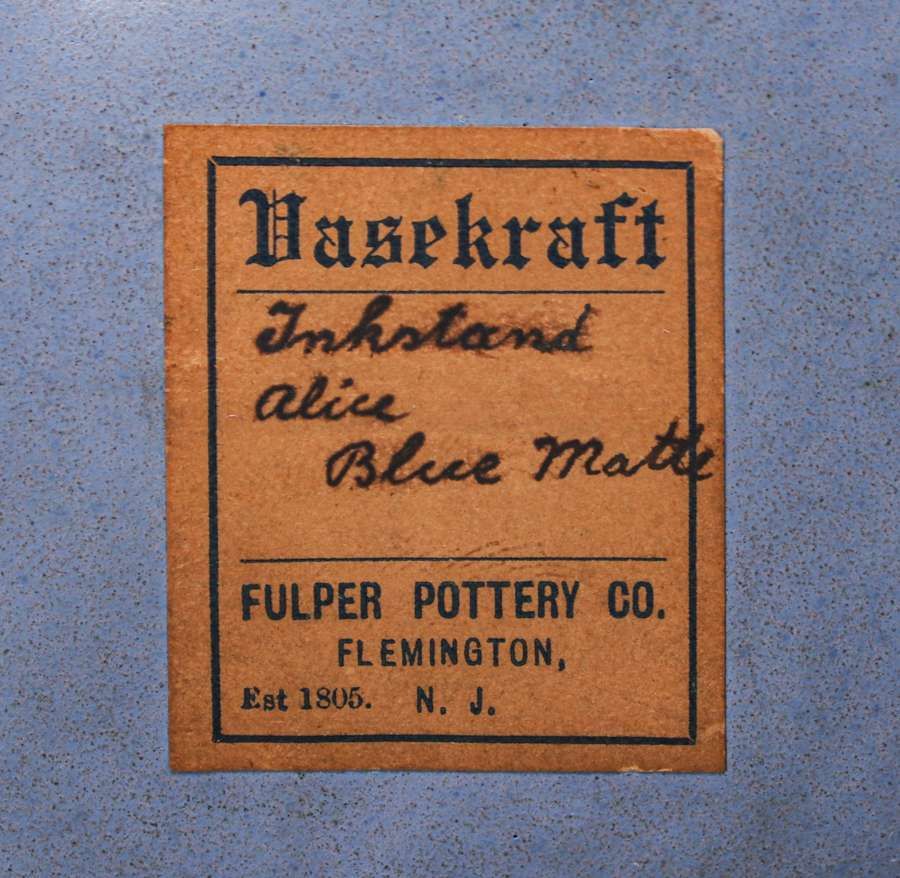 Vasekraft
Inkstand
Alice
Blue Matte
FULPER POTTERY CO.
FLEMINGTON,
Est 1805. N. J.